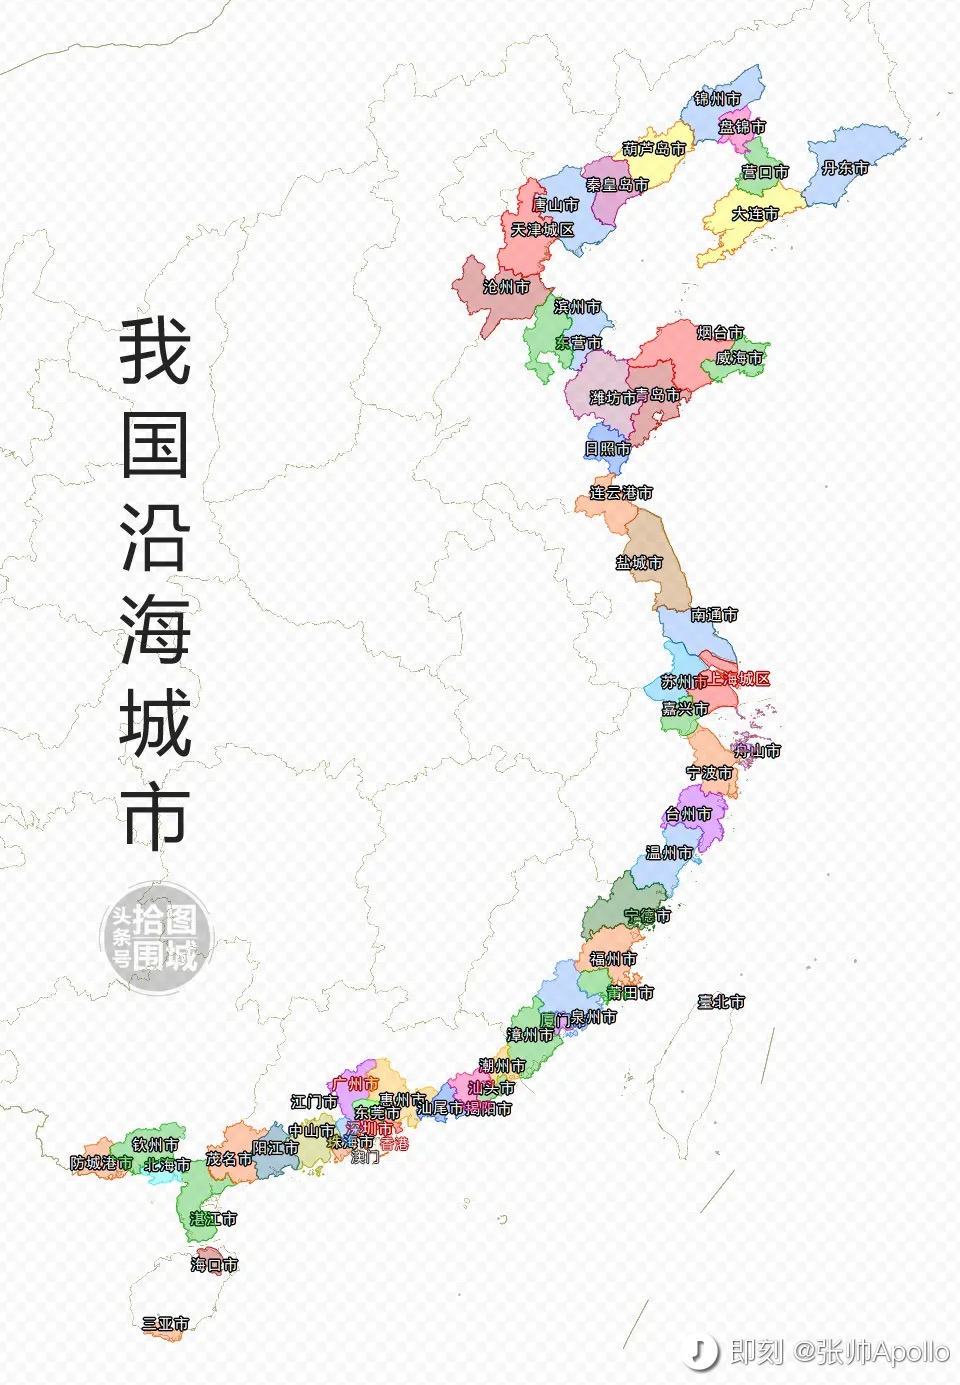 我国沿海城市
头条号
拾图
围城
锦州市
盘锦市
葫芦岛市
营口市
丹东市
秦皇岛市
唐山市
大连市
天津城区
沧州市
滨州市
东营市
烟台市
威海市
潍坊市
青岛市
日照市
连云港市
盐城市
南通市
苏州市
上海城区
嘉兴市
舟山市
宁波市
台州市
温州市
宁德市
福州市
莆田市
臺北市
厦门
泉州市
漳州市
潮州市
汕头市
广州市
惠州市
江门市
东莞市
汕尾市
揭阳市
中山市
深圳市
珠海市
香港
澳门
钦州市
防城港市
北海市
茂名市
阳江市
湛江市
海口市
三亚市
即刻 @张帅Apollo